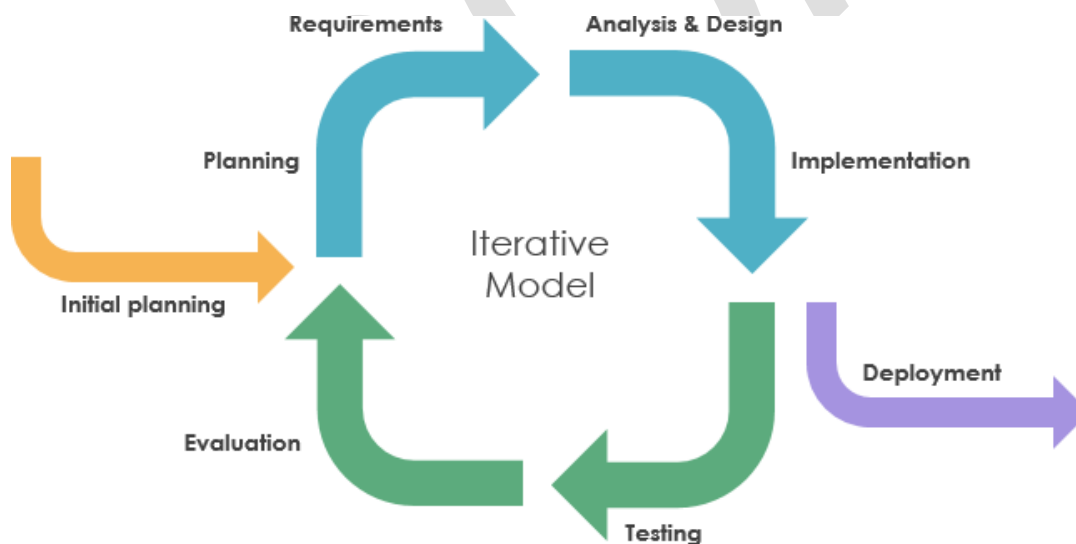 Requirements
Analysis & Design
Planning
Implementation
Iterative
Model
Initial planning
Deployment
Evaluation
Testing